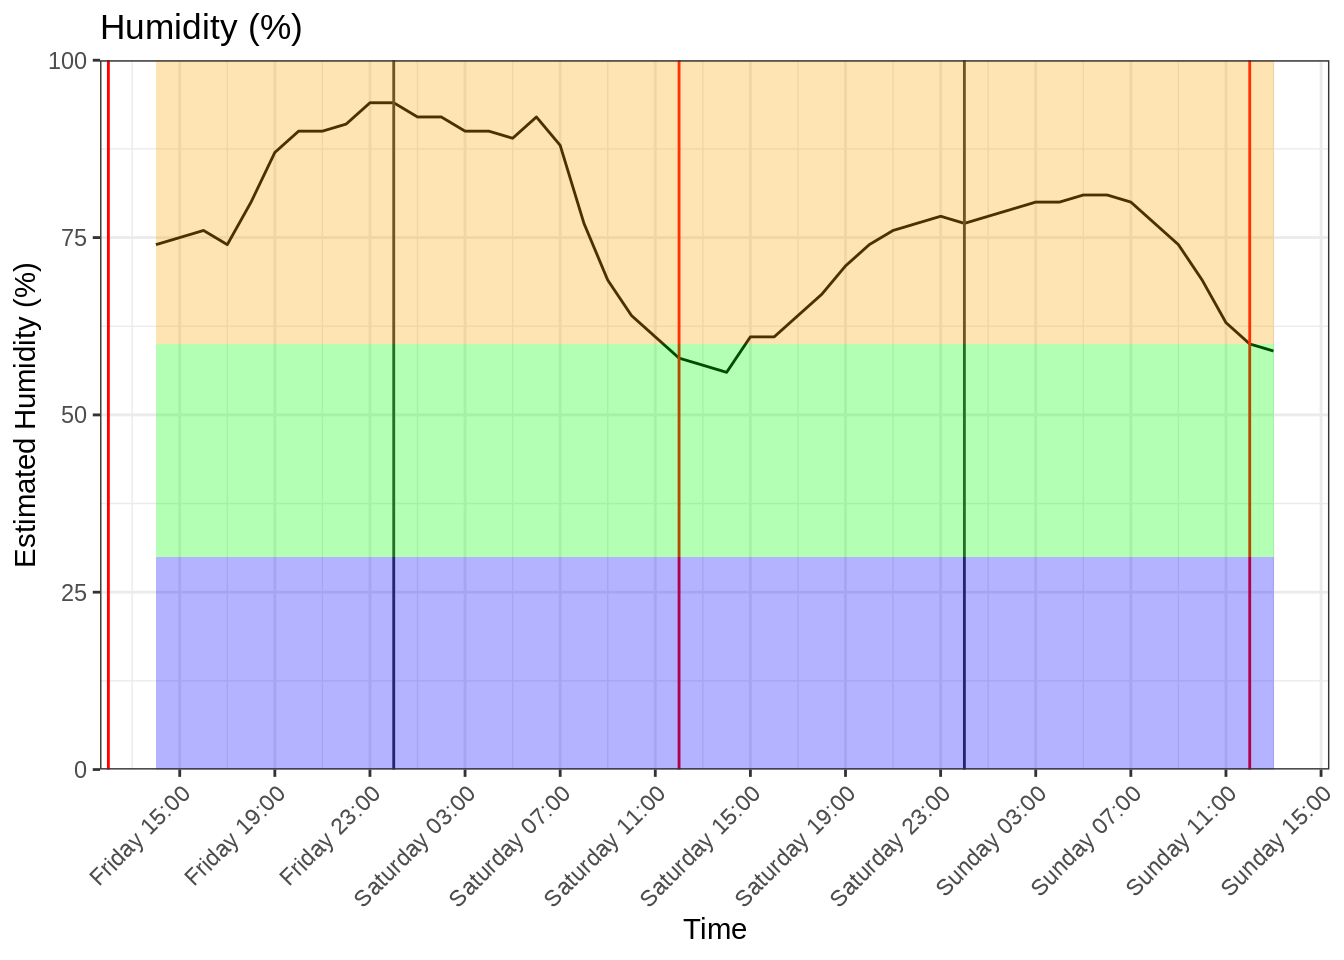 Humidity (%)
Estimated Humidity (%)
100
75
50
25
0
Friday 15:00
Friday 19:00
Friday 23:00
Saturday 03:00
Saturday 07:00
Saturday 11:00
Saturday 15:00
Saturday 19:00
Saturday 23:00
Sunday 03:00
Sunday 07:00
Sunday 11:00
Sunday 15:00
Time